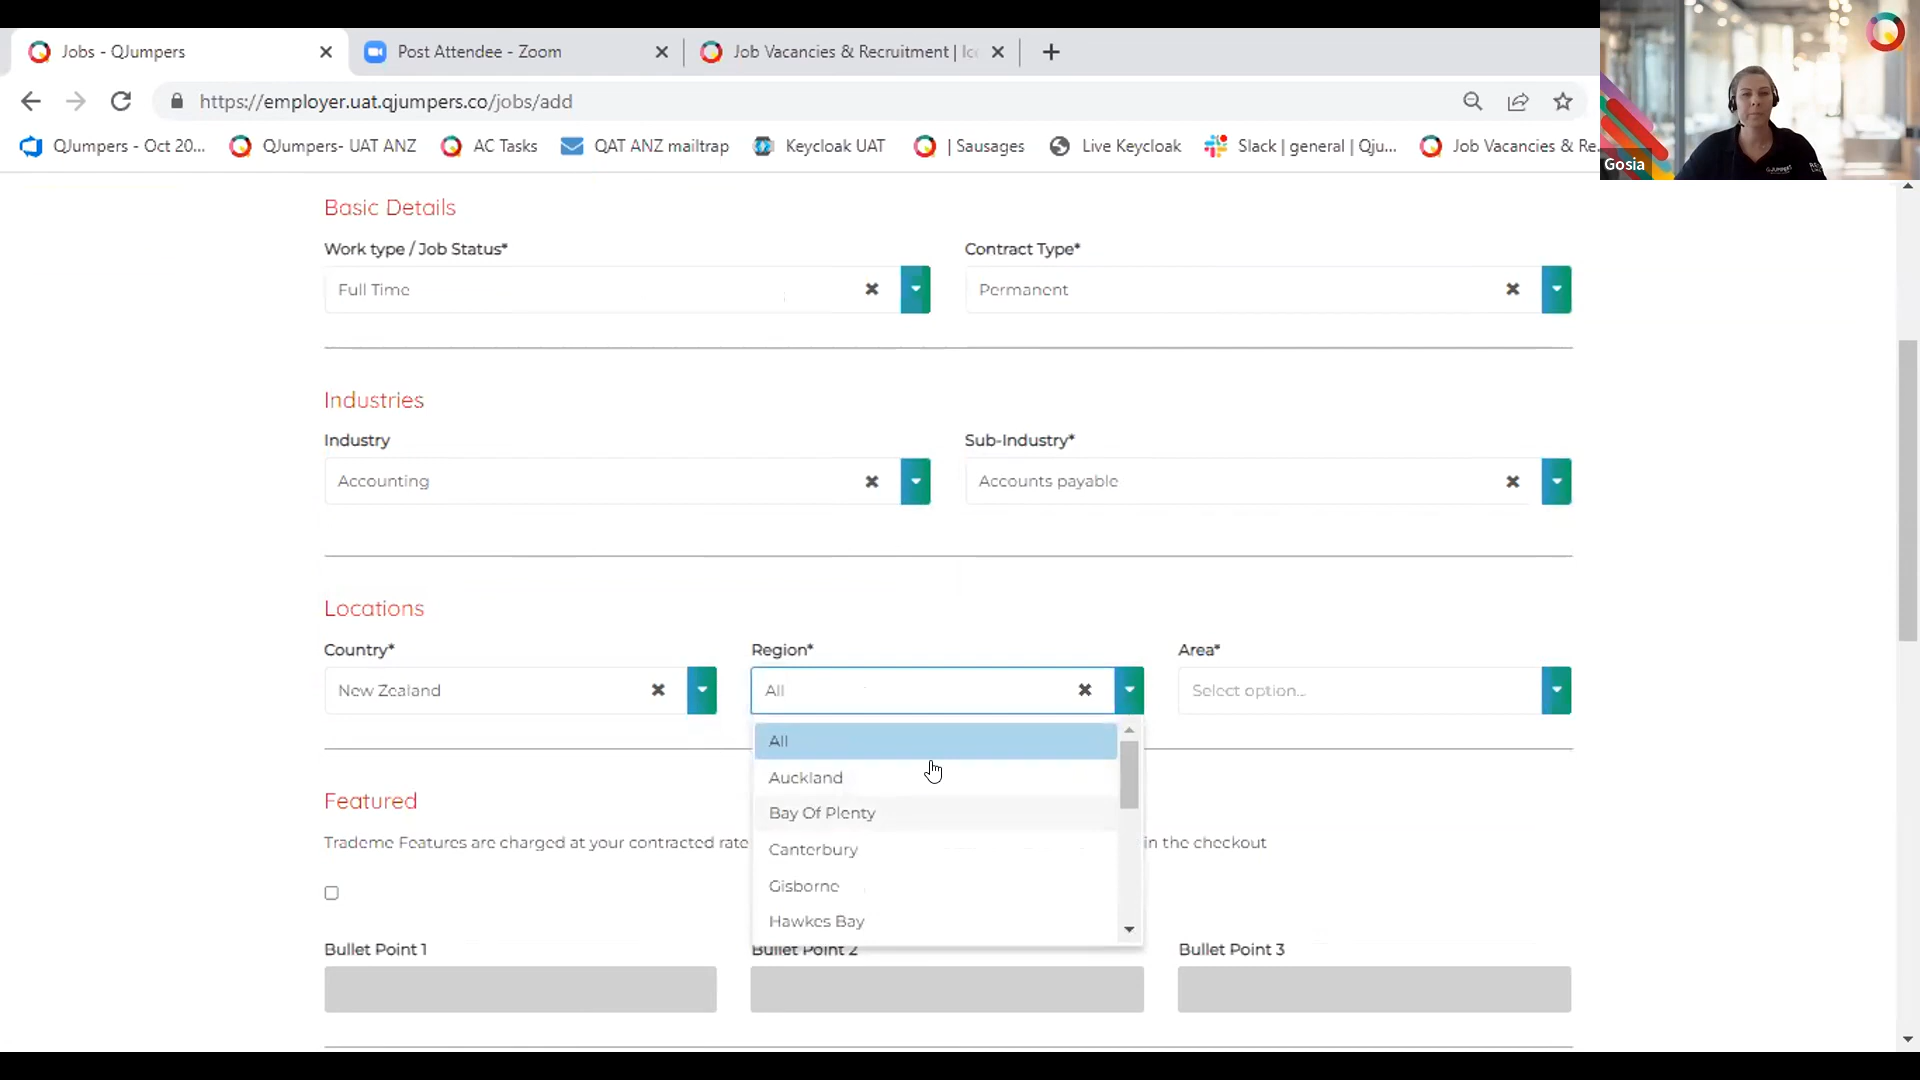 Jobs - QJumpers
Post Attendee - Zoom
Job Vacancies & Recruitment | Ice
https://employer.uat.qjumpers.co/jobs/add
QJumpers - Oct 20...
QJumpers- UAT ANZ
AC Tasks
QAT ANZ mailtrap
Keycloak UAT
| Sausages
Live Keycloak
Slack | general | Qju...
Job Vacancies & Re
Gosia
Basic Details
Work type / Job Status*
Contract Type*
Full Time
Permanent
Industries
Industry
Sub-Industry*
Accounting
Accounts payable
Locations
Country*
Region*
Area*
New Zealand
All
Select option...
All
Auckland
Bay Of Plenty
Canterbury
Gisborne
Hawkes Bay
Featured
Trademe Features are charged at your contracted rate
in the checkout
Bullet Point 1
Bullet Point 2
Bullet Point 3